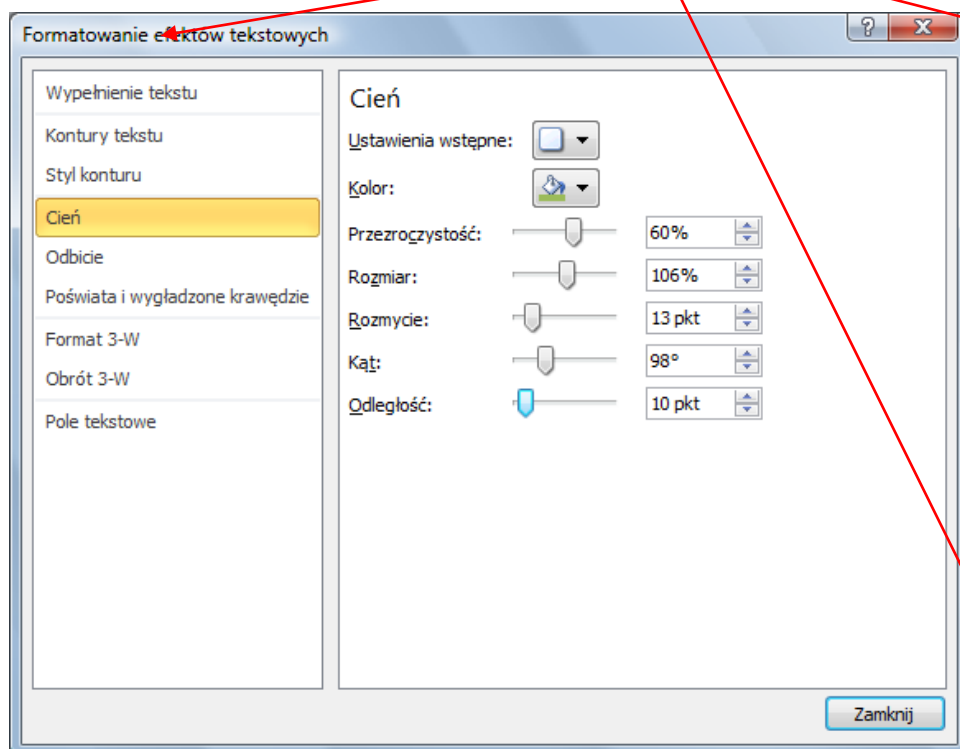 Formatowanie efektów tekstowych
Wypełnienie tekstu
Kontury tekstu
Styl konturu
Cień
Odbicie
Poświata i wygładzone krawędzie
Format 3-W
Obrót 3-W
Pole tekstowe
Cień
Ustawienia wstępne:
Kolor:
Przezroczystość: 60%
Rozmiar: 106%
Rozmycie: 13 pkt
Kąt: 98°
Odległość: 10 pkt
Zamknij